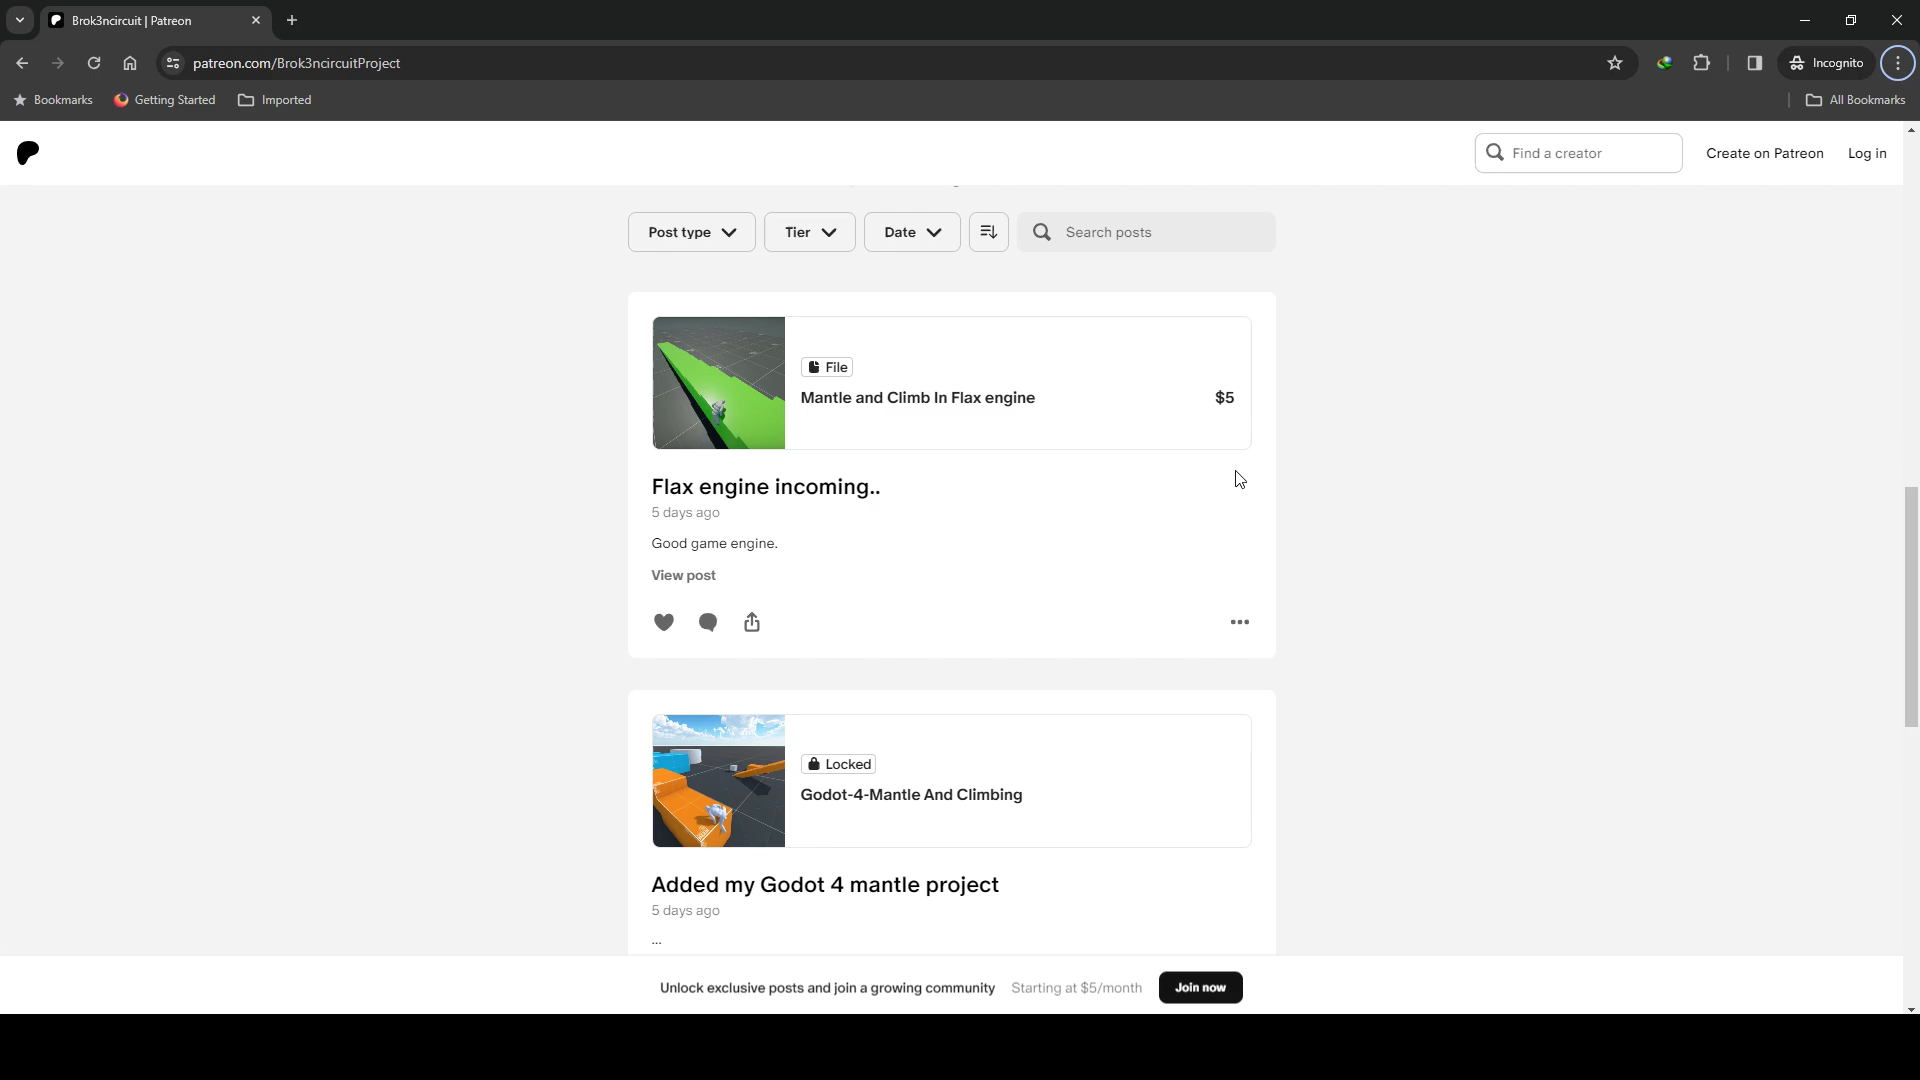 Brok3ncircuit | Patreon
patreon.com/Brok3ncircuitProject
Incognito
Bookmarks
Getting Started
Imported
All Bookmarks
Find a creator
Create on Patreon
Log in
Post type
Tier
Date
Search posts
File
Mantle and Climb In Flax engine
$5
Flax engine incoming..
5 days ago
Good game engine.
View post
Locked
Godot-4-Mantle And Climbing
Added my Godot 4 mantle project
5 days ago
...
Unlock exclusive posts and join a growing community
Starting at $5/month
Join now